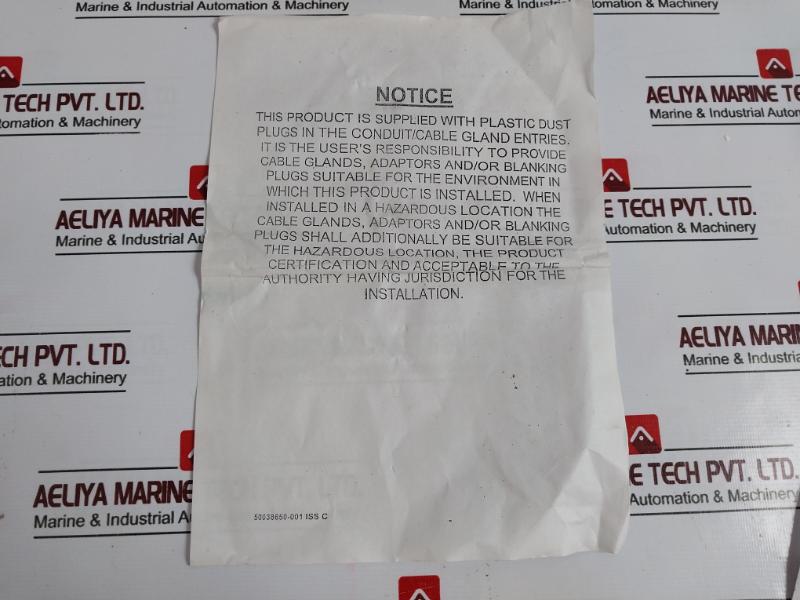 Marine & Industrial Automation & Machinery
Marine & Industrial Automation & Machinery
TECH PVT. LTD.
Automation & Machinery
AELIYA MARINE TE
Marine & Industrial Autom
NOTICE
THIS PRODUCT IS SUPPLIED WITH PLASTIC DUST
PLUGS IN THE CONDUIT/CABLE GLAND ENTRIES.
IT IS THE USER'S RESPONSIBILITY TO PROVIDE
CABLE GLANDS, ADAPTORS AND/OR BLANKING
PLUGS SUITABLE FOR THE ENVIRONMENT IN
WHICH THIS PRODUCT IS INSTALLED. WHEN
INSTALLED IN A HAZARDOUS LOCATION THE
CABLE GLANDS, ADAPTORS AND/OR BLANKING
PLUGS SHALL ADDITIONALLY BE SUITABLE FOR
THE HAZARDOUS LOCATION, THE PRODUCT
CERTIFICATION AND ACCEPTABLE TO THE
AUTHORITY HAVING JURISDICTION FOR THE
INSTALLATION.
50038650-001 ISS C
AELIYA MARINE
Marine & Industrial Au
E TECH PVT. LTD.
Automation & Machinery
CH PVT. LTD.
mation & Machinery
AELIYA MARIN
Marine & Industrial
AELIYA MARINE
Marine & Industrial A
E TECH PVT. LTD.
Automation & Machinery